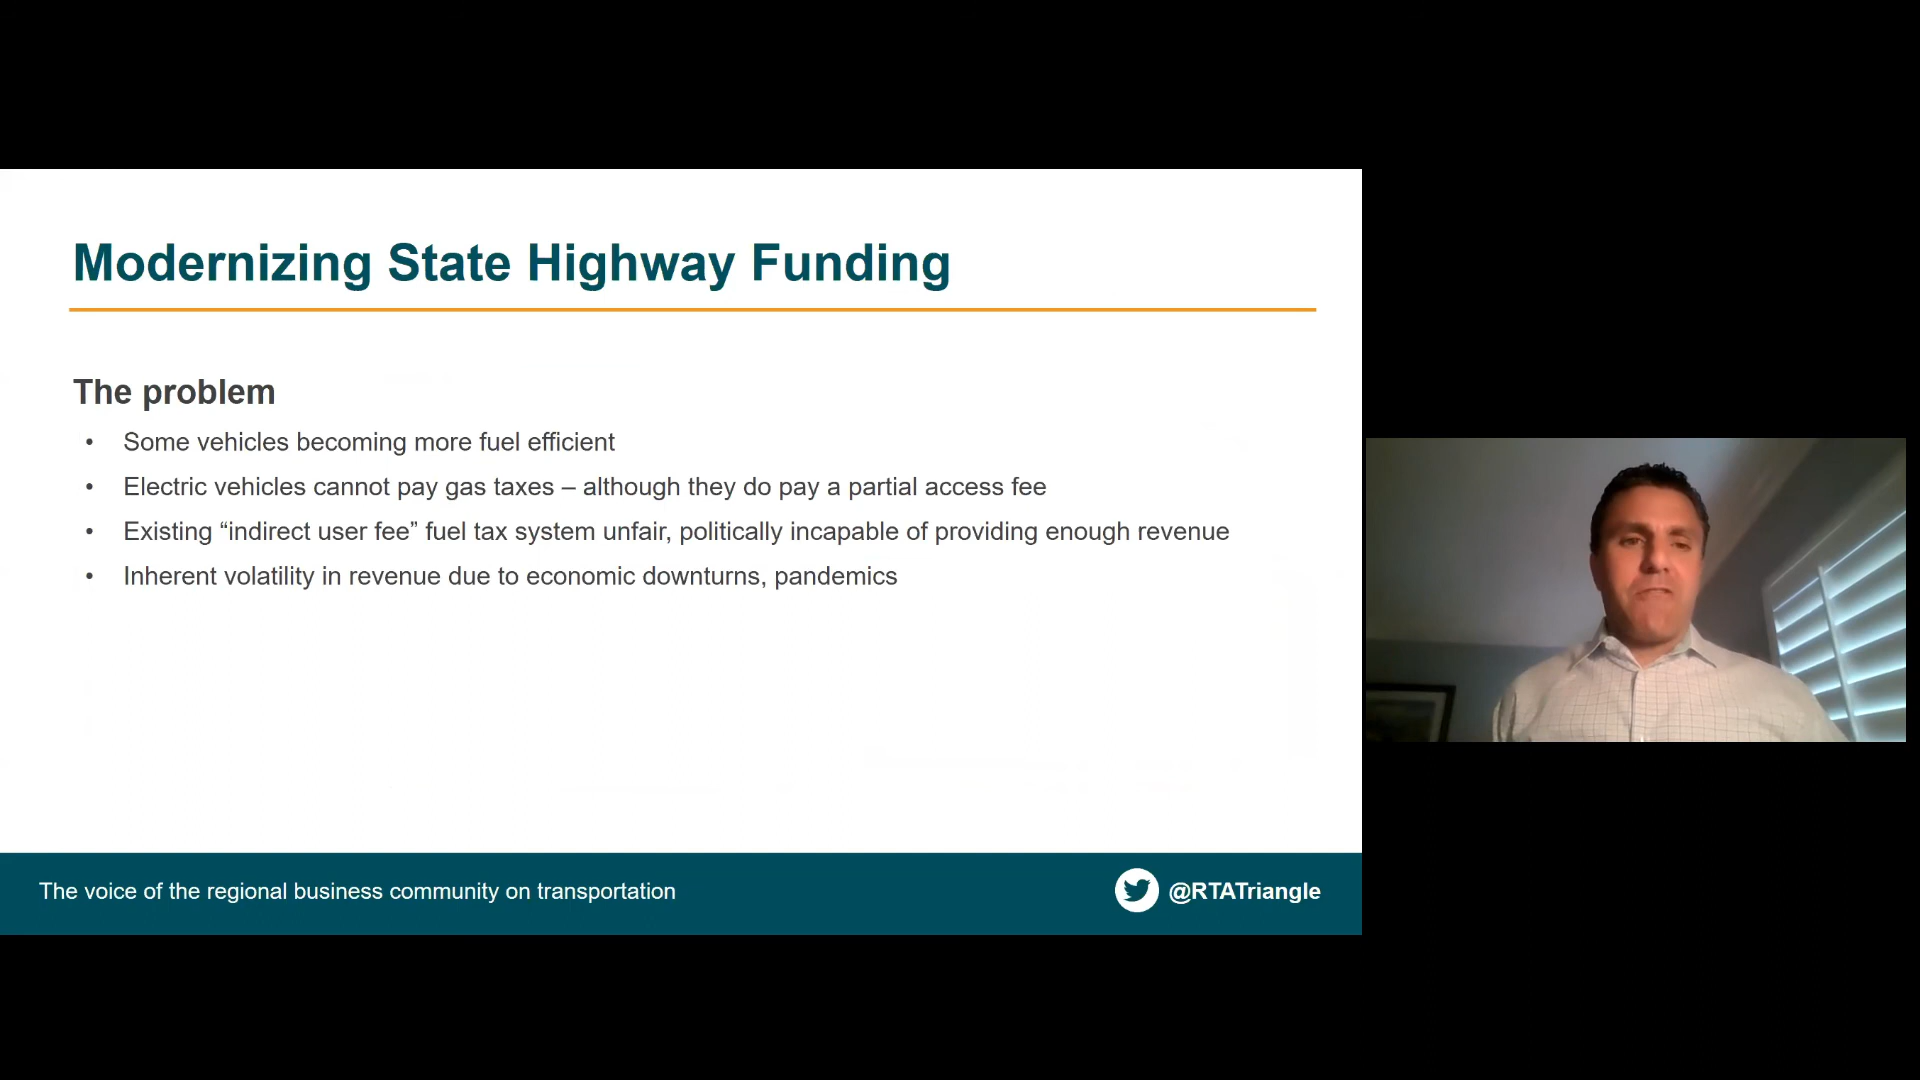 Modernizing State Highway Funding
The problem
• Some vehicles becoming more fuel efficient
• Electric vehicles cannot pay gas taxes – although they do pay a partial access fee
• Existing “indirect user fee” fuel tax system unfair, politically incapable of providing enough revenue
• Inherent volatility in revenue due to economic downturns, pandemics
The voice of the regional business community on transportation
@RTATriangle